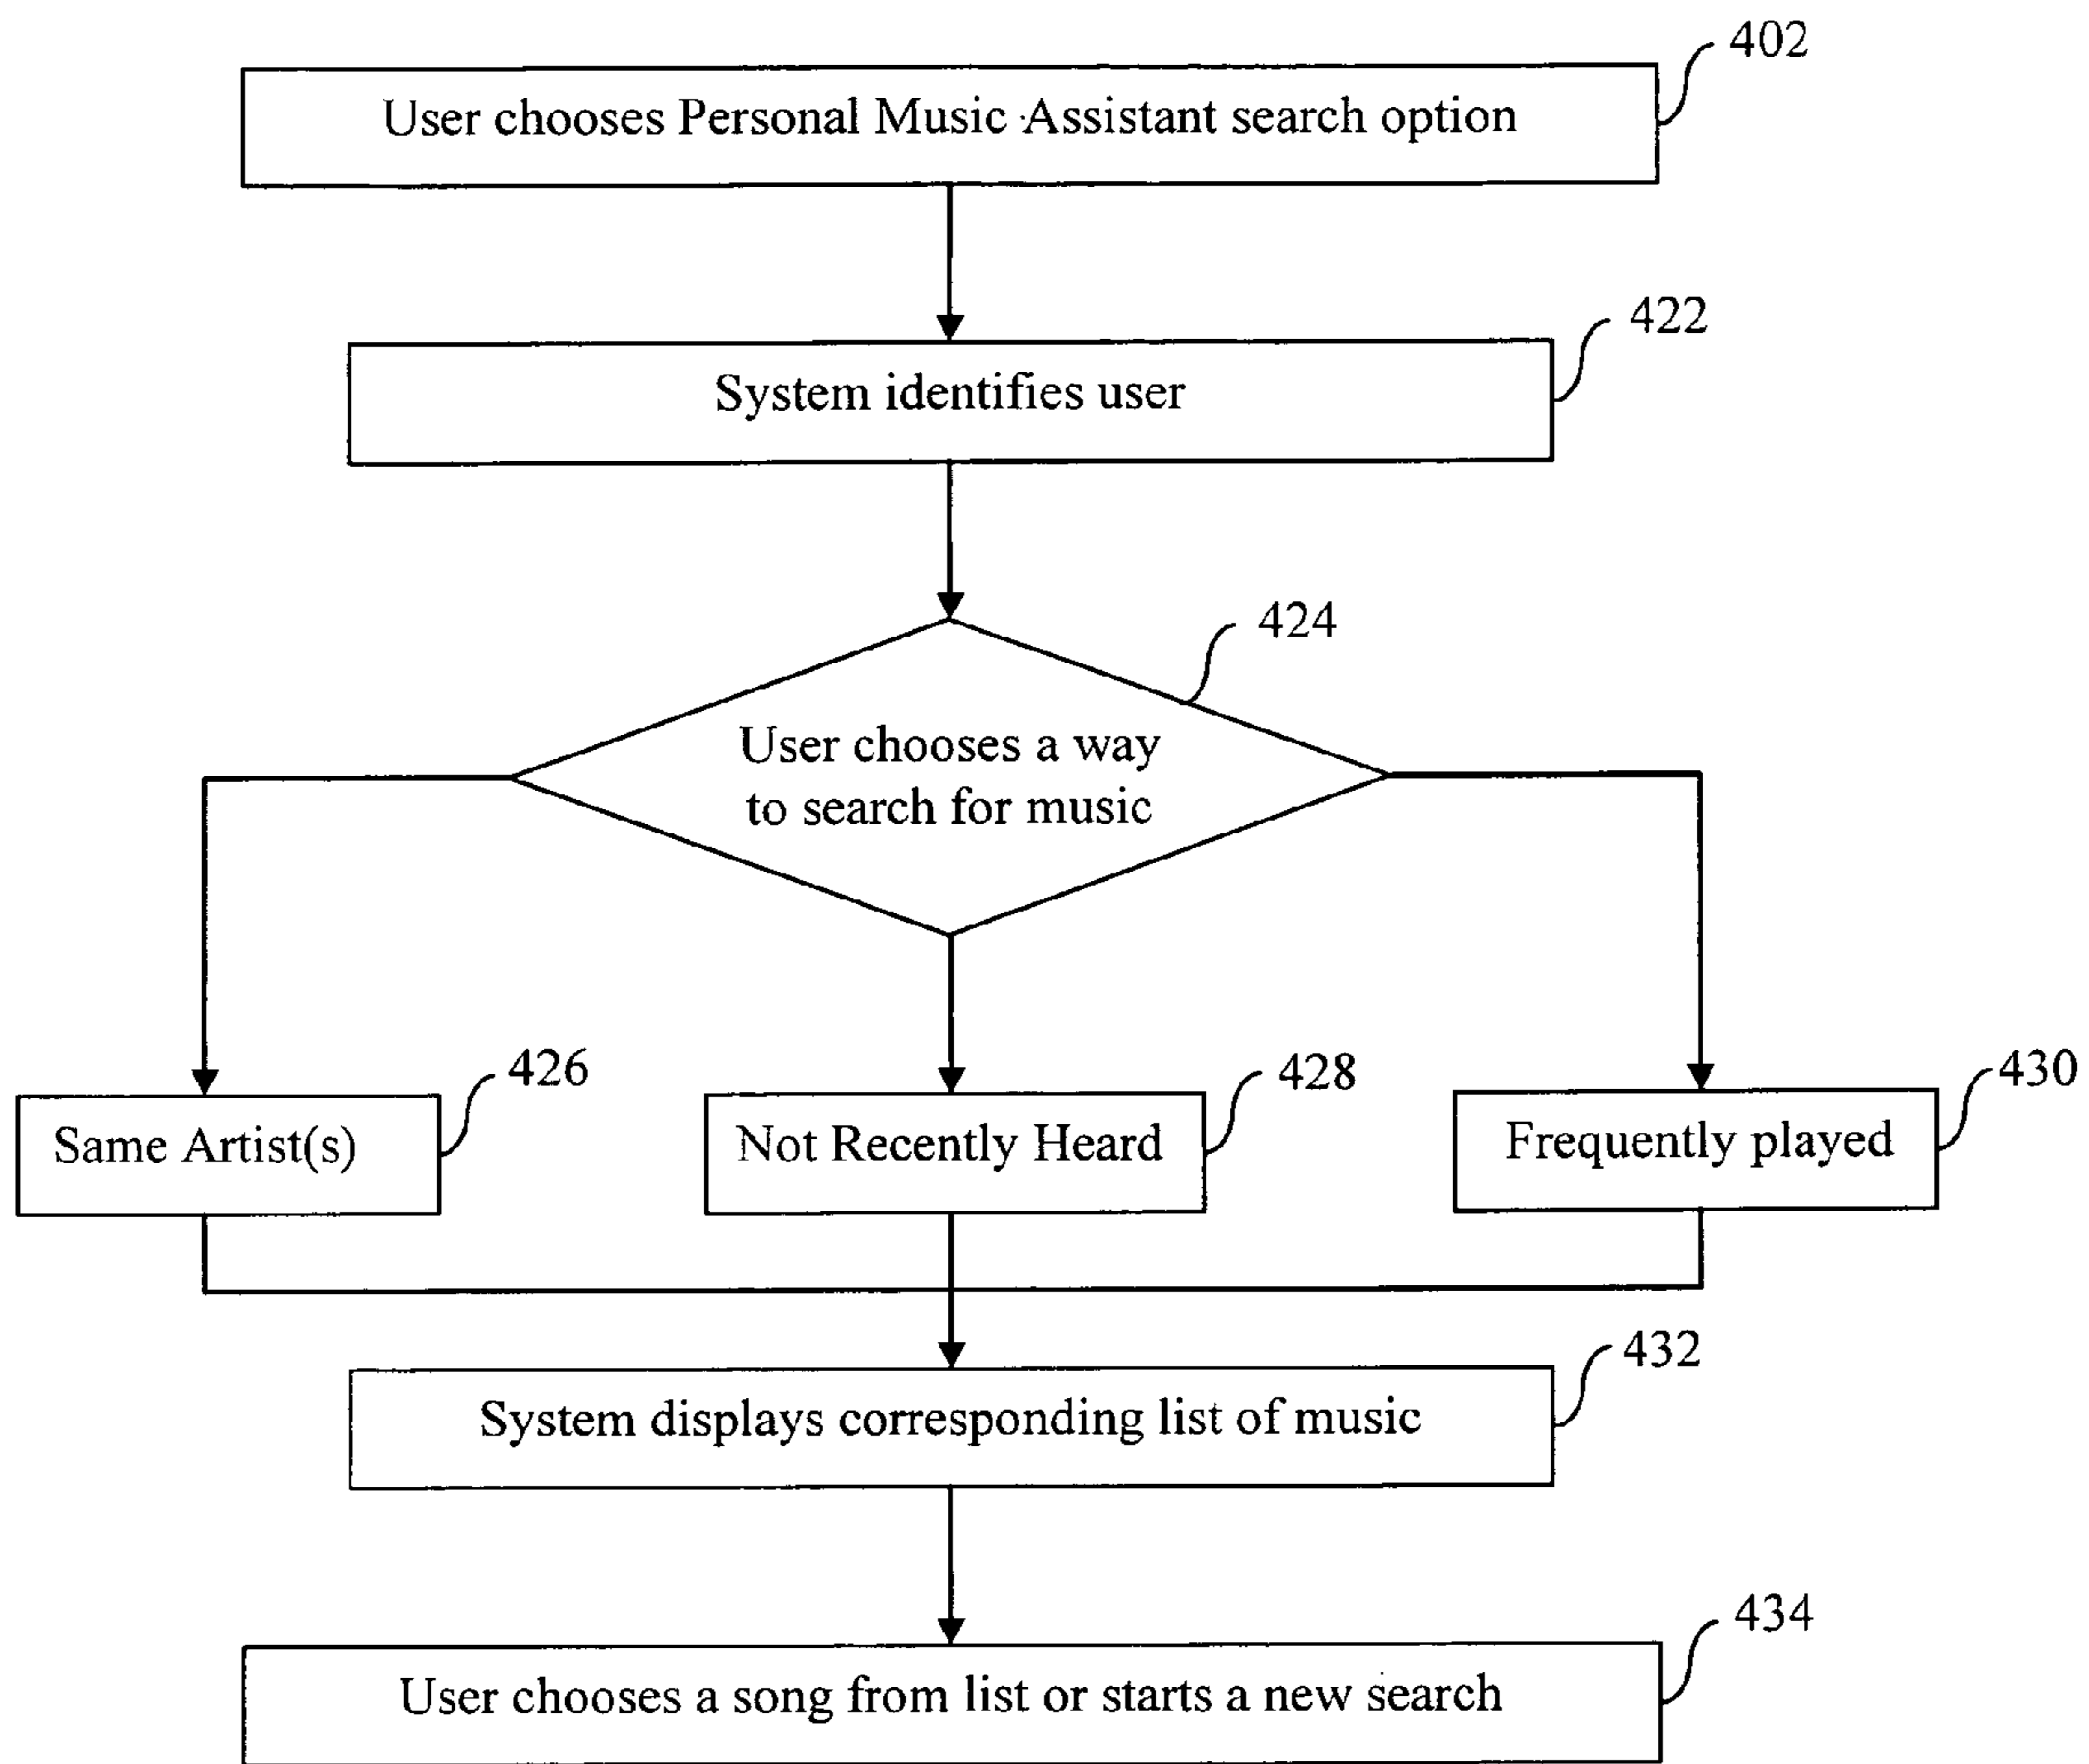 402
User chooses Personal Music Assistant search option
422
System identifies user
424
User chooses a way
to search for music
426
Same Artist(s)
428
Not Recently Heard
430
Frequently played
432
System displays corresponding list of music
434
User chooses a song from list or starts a new search